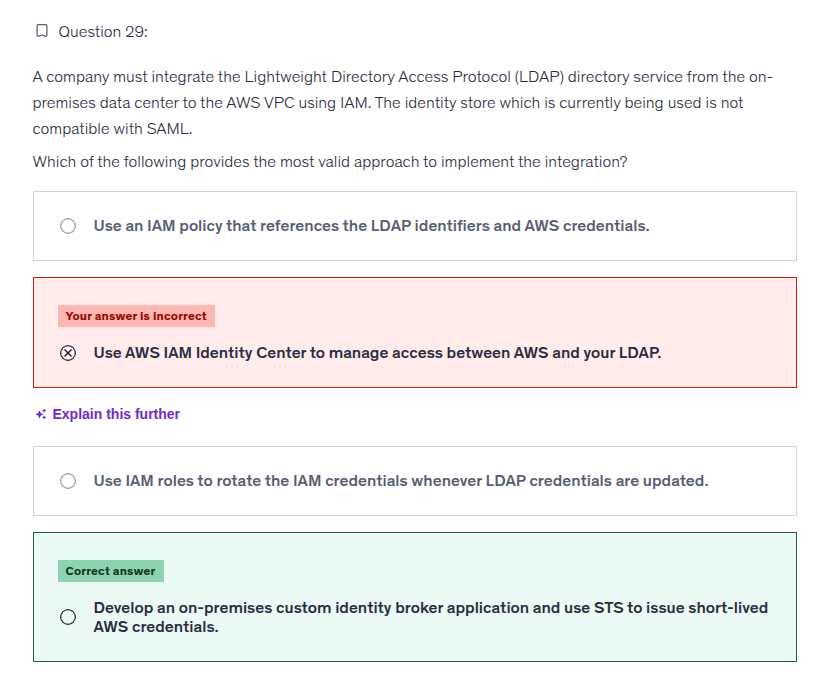 Question 29:
A company must integrate the Lightweight Directory Access Protocol (LDAP) directory service from the on-
premises data center to the AWS VPC using IAM. The identity store which is currently being used is not
compatible with SAML.
Which of the following provides the most valid approach to implement the integration?
Use an IAM policy that references the LDAP identifiers and AWS credentials.
Your answer is incorrect
Use AWS IAM Identity Center to manage access between AWS and your LDAP.
Explain this further
Use IAM roles to rotate the IAM credentials whenever LDAP credentials are updated.
Correct answer
Develop an on-premises custom identity broker application and use STS to issue short-lived
AWS credentials.